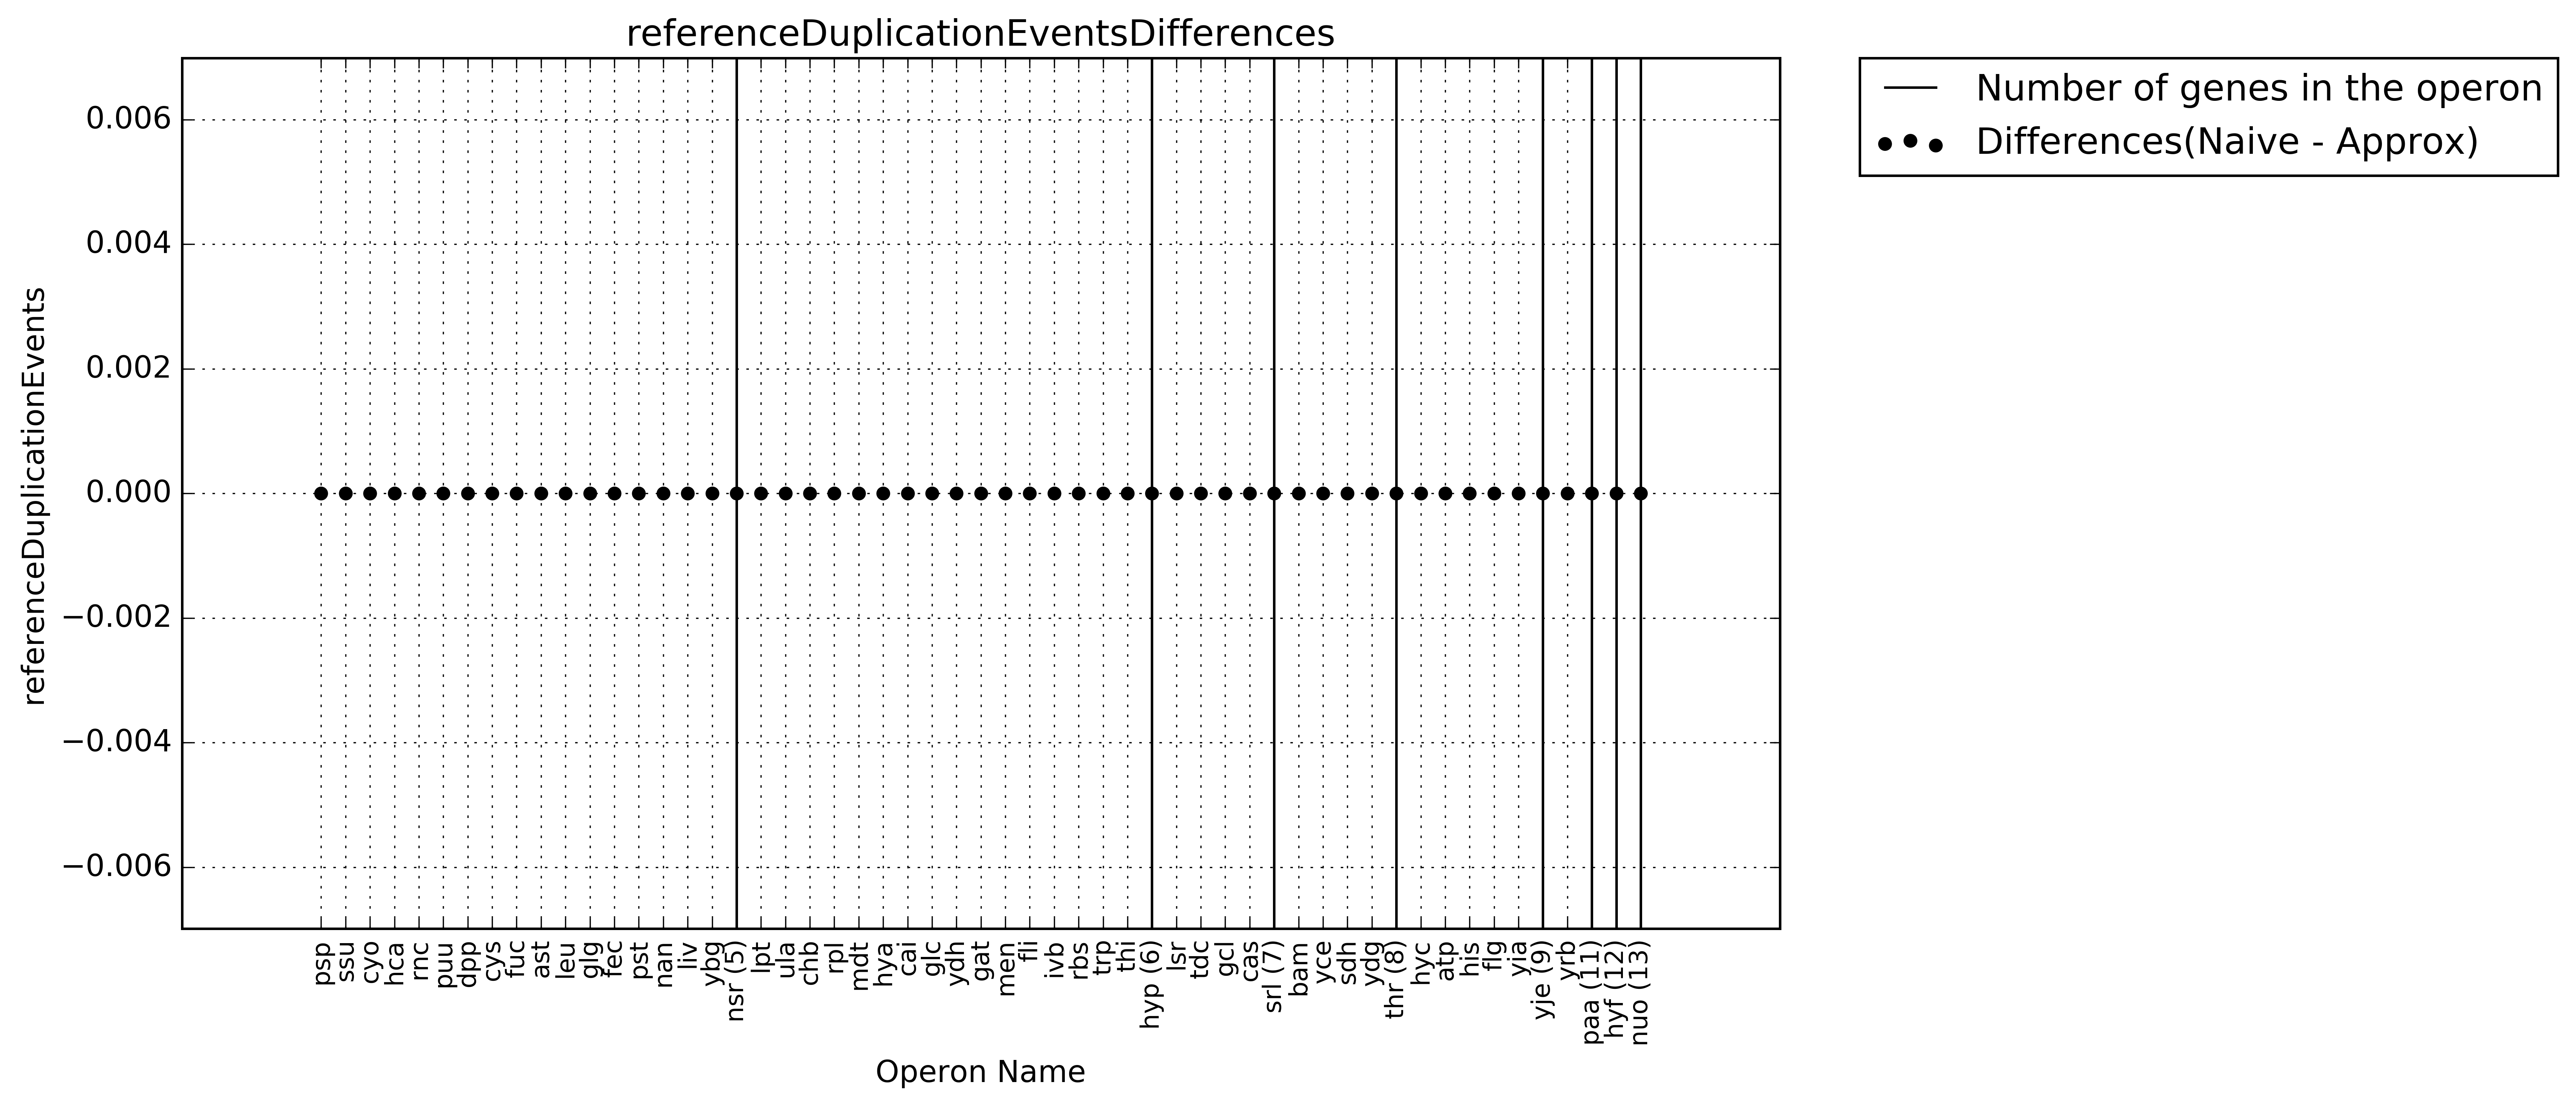 referenceDuplicationEventsDifferences
Number of genes in the operon
Differences(Naive - Approx)
referenceDuplicationEvents
0.006
0.004
0.002
0.000
−0.002
−0.004
−0.006
psp
ssu
cyo
hca
rnc
puu
dpp
cys
fuc
ast
leu
glg
fec
pst
nan
liv
ybg
nsr (5)
lpt
ula
chb
rpl
mdt
hya
cai
glc
ydh
gat
men
fli
ivb
rbs
trp
thi
hyp (6)
lsr
tdc
gcl
cas
srl (7)
bam
yce
sdh
ydg
thr (8)
hyc
atp
his
flg
yia
yje (9)
yrb
paa (11)
hyf (12)
nuo (13)
Operon Name